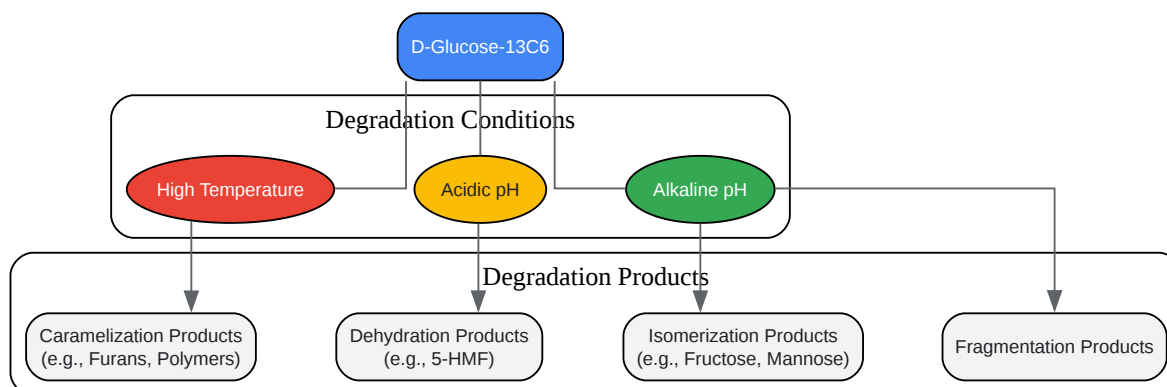 D-Glucose-13C6
Degradation Conditions
High Temperature
Acidic pH
Alkaline pH
Degradation Products
Caramelization Products
(e.g., Furans, Polymers)
Dehydration Products
(e.g., 5-HMF)
Isomerization Products
(e.g., Fructose, Mannose)
Fragmentation Products